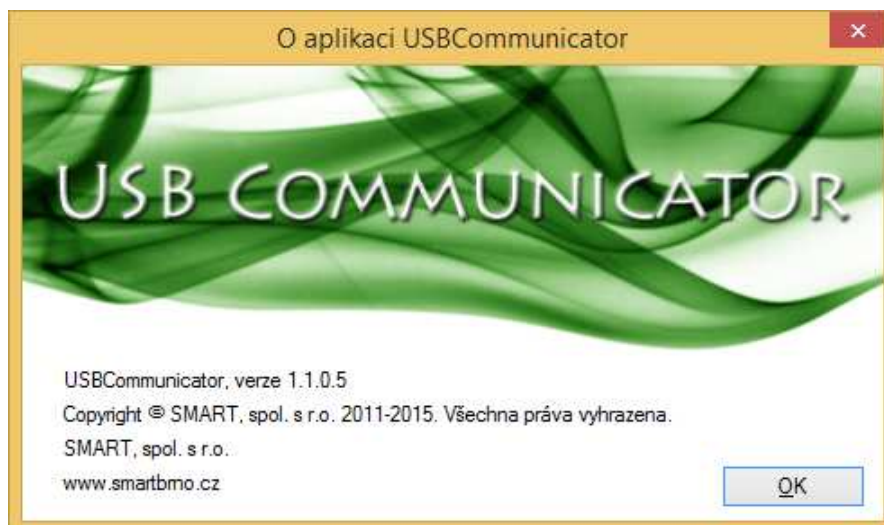 O aplikaci USBCommunicator
USB COMMUNICATOR
USBCommunicator, verze 1.1.0.5
Copyright © SMART, spol. s r.o. 2011-2015. Všechna práva vyhrazena.
SMART, spol. s r.o.
www.smartbrno.cz
OK